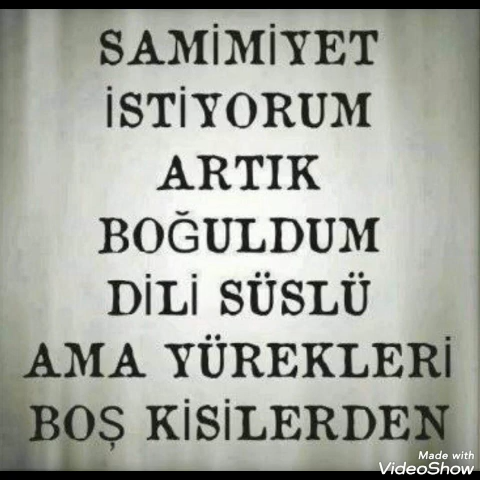 SAMİMİYET
İSTİYORUM
ARTIK
BOĞULDUM
DİLİ SÜSLÜ
AMA YÜREKLERİ
BOŞ KİSİLERDEN
Made with
VideoShow